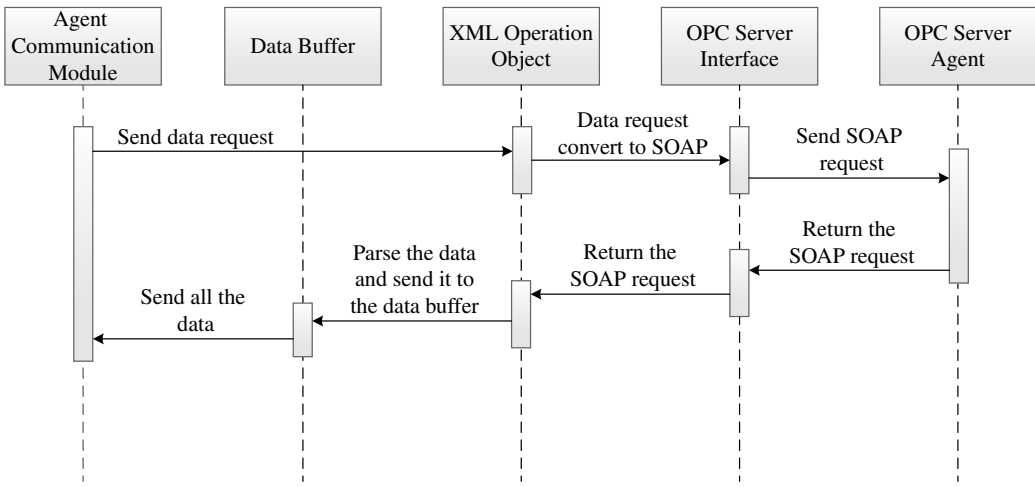 Agent
Communication
Module
Data Buffer
XML Operation
Object
OPC Server
Interface
OPC Server
Agent
Send data request
Data request
convert to SOAP
Send SOAP
request
Return the
SOAP request
Return the
SOAP request
Parse the data
and send it to
the data buffer
Send all the
data